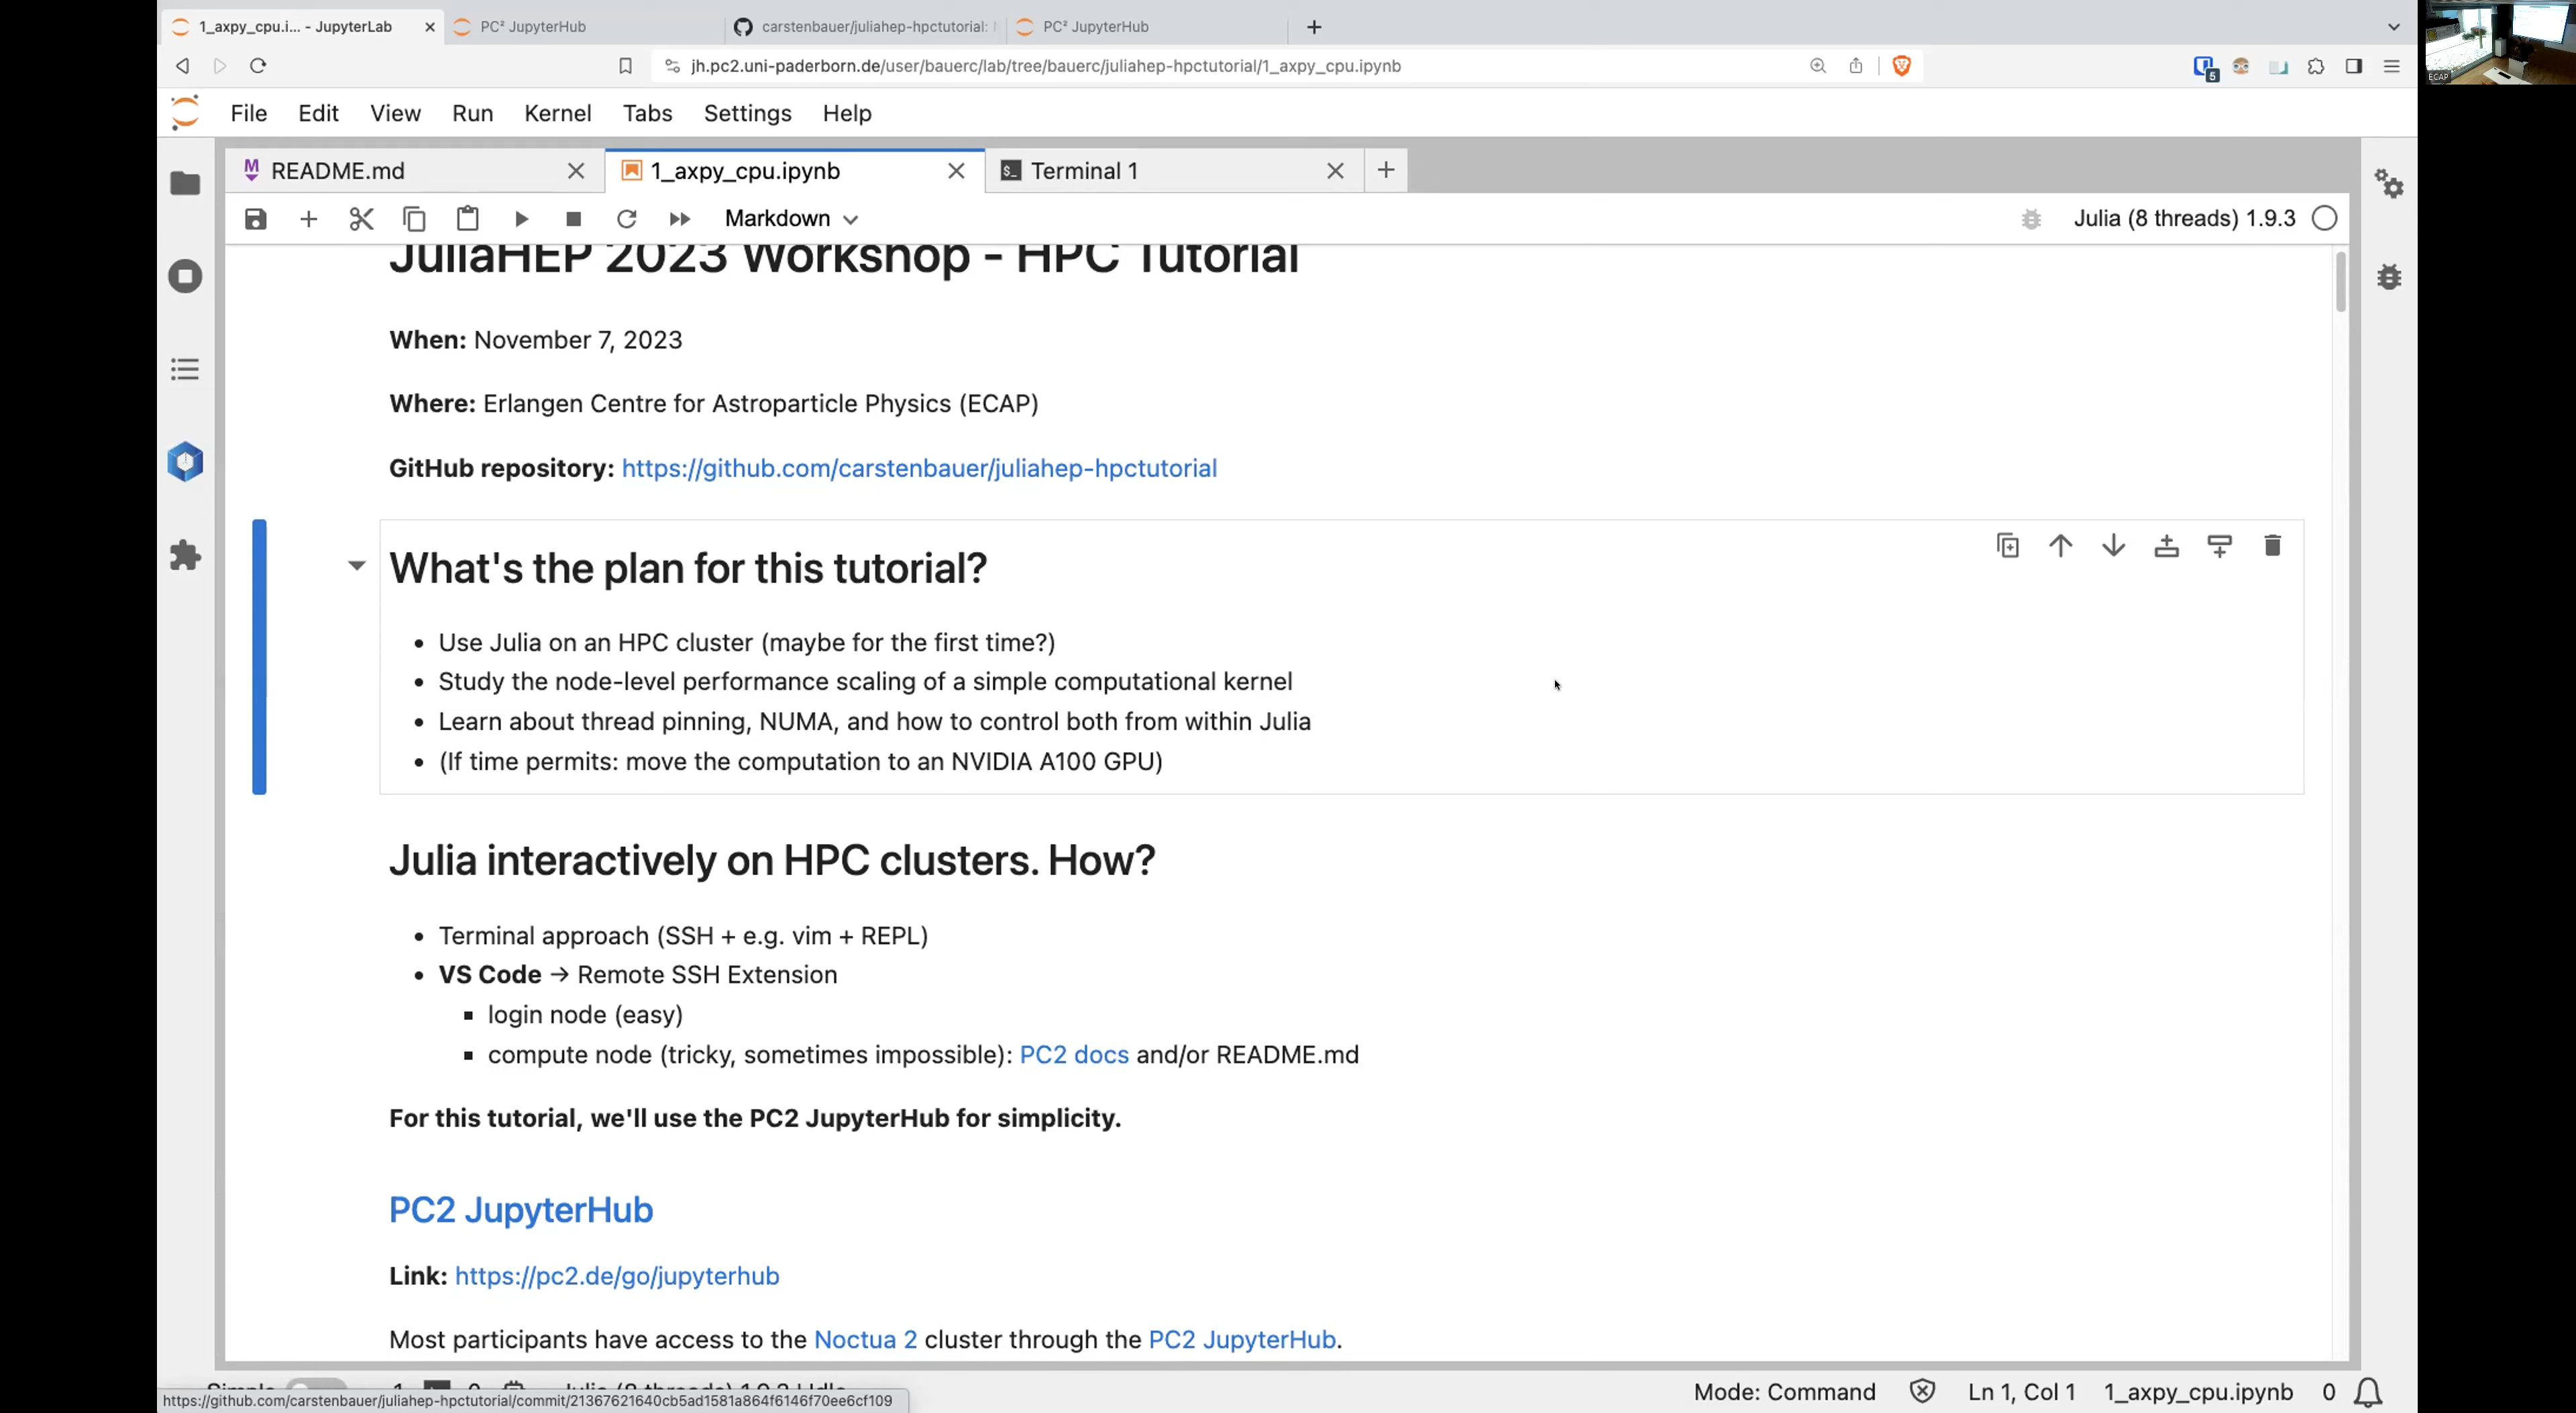 1_axpy_cpu.i... - JupyterLab
PC² JupyterHub
carstenbauer/juliahep-hpctutorial:
PC² JupyterHub
jh.pc2.uni-paderborn.de/user/bauerc/lab/tree/bauerc/juliahep-hpctutorial/1_axpy_cpu.ipynb
5
ECAP
File Edit View Run Kernel Tabs Settings Help
README.md
1_axpy_cpu.ipynb
Terminal 1
Markdown
Julia (8 threads) 1.9.3
JuliaHEP 2023 Workshop - HPC Tutorial
When: November 7, 2023
Where: Erlangen Centre for Astroparticle Physics (ECAP)
GitHub repository: https://github.com/carstenbauer/juliahep-hpctutorial
What's the plan for this tutorial?
• Use Julia on an HPC cluster (maybe for the first time?)
• Study the node-level performance scaling of a simple computational kernel
• Learn about thread pinning, NUMA, and how to control both from within Julia
• (If time permits: move the computation to an NVIDIA A100 GPU)
Julia interactively on HPC clusters. How?
• Terminal approach (SSH + e.g. vim + REPL)
• VS Code → Remote SSH Extension
▪ login node (easy)
▪ compute node (tricky, sometimes impossible): PC2 docs and/or README.md
For this tutorial, we'll use the PC2 JupyterHub for simplicity.
PC2 JupyterHub
Link: https://pc2.de/go/jupyterhub
Most participants have access to the Noctua 2 cluster through the PC2 JupyterHub.
Mode: Command
Ln 1, Col 1
1_axpy_cpu.ipynb
0
https://github.com/carstenbauer/juliahep-hpctutorial/commit/21367621640cb5ad1581a864f6146f70ee6cf109